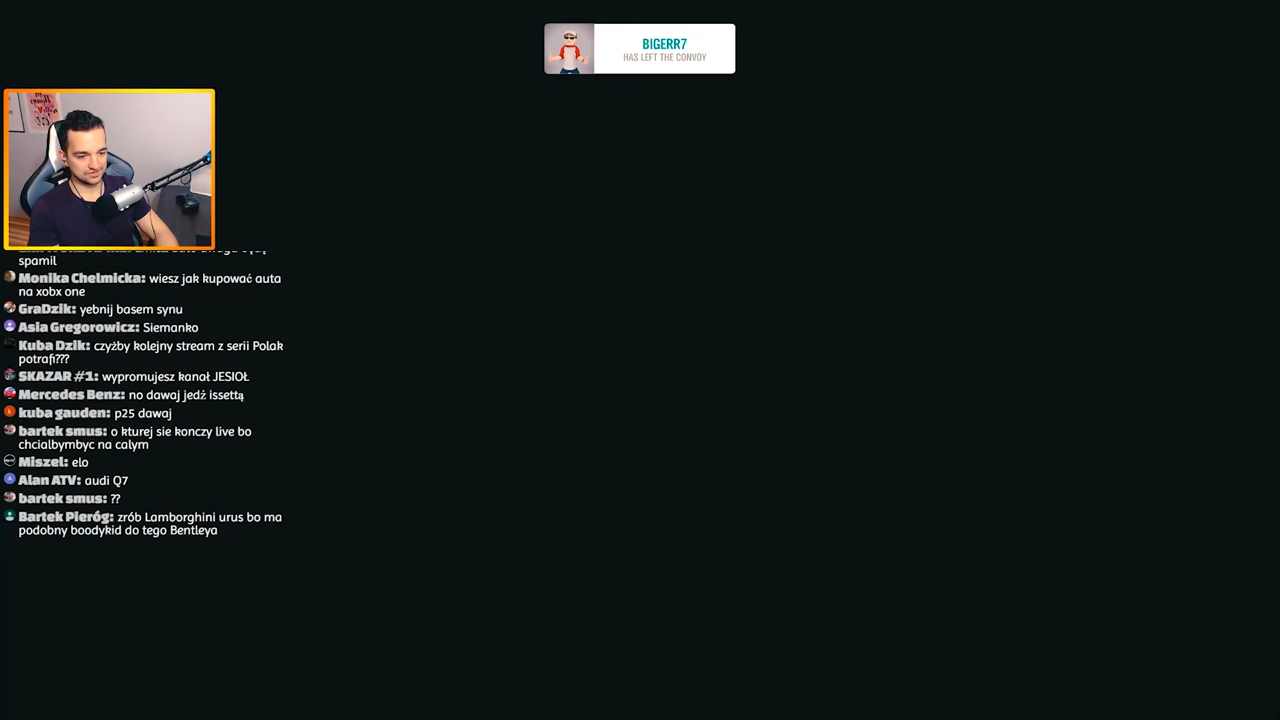 BIGERR7
HAS LEFT THE CONVOY
spamil
Monika Chelmicka: wiesz jak kupować auta
na xobx one
GraDzik: yebnij basem synu
Asia Gregorowicz: Siemanko
Kuba Dzik: czyżby kolejny stream z serii Polak
potrafi???
SKAZAR #1: wypromujesz kanał JESIOŁ
Mercedes Benz: no dawaj jedź issettą
kuba gauden: p25 dawaj
bartek smus: o kturej sie konczy live bo
chcialbymbyc na calym
Miszel: elo
Alan ATV: audi Q7
bartek smus: ??
Bartek Pieróg: zrób Lamborghini urus bo ma
podobny boodykid do tego Bentleya